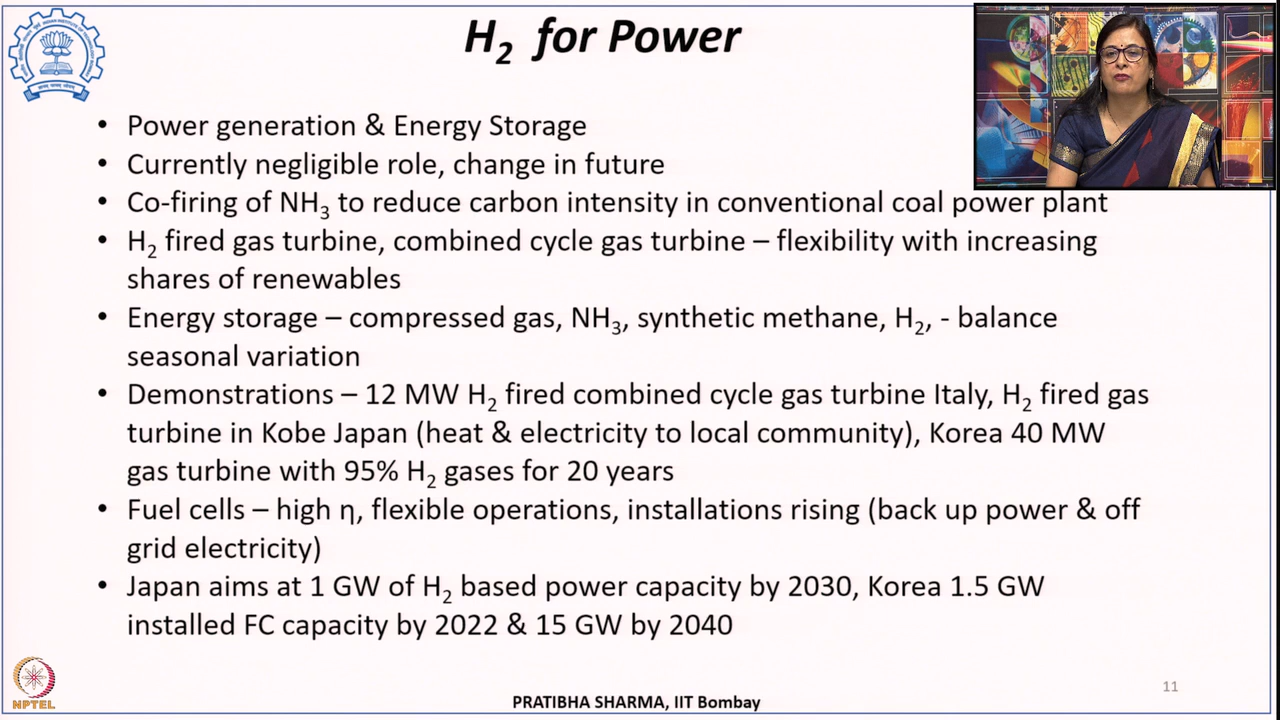 H₂ for Power
• Power generation & Energy Storage
• Currently negligible role, change in future
• Co-firing of NH₃ to reduce carbon intensity in conventional coal power plant
• H₂ fired gas turbine, combined cycle gas turbine – flexibility with increasing
shares of renewables
• Energy storage – compressed gas, NH₃, synthetic methane, H₂, - balance
seasonal variation
• Demonstrations – 12 MW H₂ fired combined cycle gas turbine Italy, H₂ fired gas
turbine in Kobe Japan (heat & electricity to local community), Korea 40 MW
gas turbine with 95% H₂ gases for 20 years
• Fuel cells – high η, flexible operations, installations rising (back up power & off
grid electricity)
• Japan aims at 1 GW of H₂ based power capacity by 2030, Korea 1.5 GW
installed FC capacity by 2022 & 15 GW by 2040
NPTEL
PRATIBHA SHARMA, IIT Bombay
11